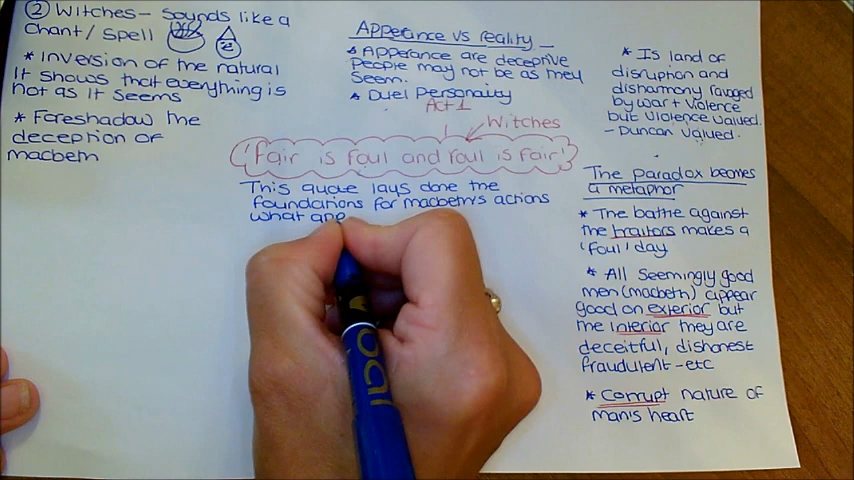 ② Witches - Sounds like a
Chant/ Spell
②
* Inversion of the natural
It shows that everything is
not as it seems
* Foreshadow the
deception of
macbeth
Apperance vs reality
* Apperance are deceptive
People may not be as they
seem.
* Duel Personality
Act 1
Witches
'Fair is Foul and Foul is Fair'
This quote lays done the
foundations for macbeth's actions
what appe
* Is land of
disruption and
disharmony
by war + violence
but violence valued.
- Duncan valued.
The paradox becomes
a metaphor
* The battle against
the traitors makes a
'foul' day
* All seemingly good
men (macbeth) appear
good on exterior but
the interior they are
deceitful, dishonest
fraudulent - etc
* Corrupt nature of
man's heart